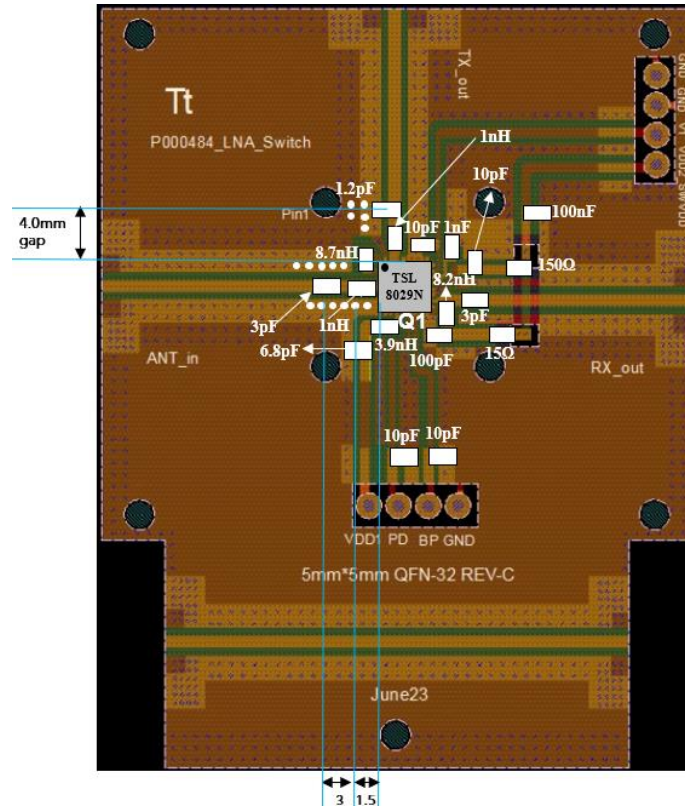 TX_out
GND GND V1 VDD2 SWVDD
Tt
P000484_LNA_Switch
1nH
10pF
1.2pF
Pin1
100nF
4.0mm
gap
10pF
1nF
8.7nH
TSL
8029N
8.2nH
150Ω
3pF
1nH
Q1
3pF
6.8pF
3.9nH
100pF
15Ω
ANT_in
RX_out
10pF
10pF
VDD1 PD BP GND
5mm*5mm QFN-32 REV-C
June23
3
1.5